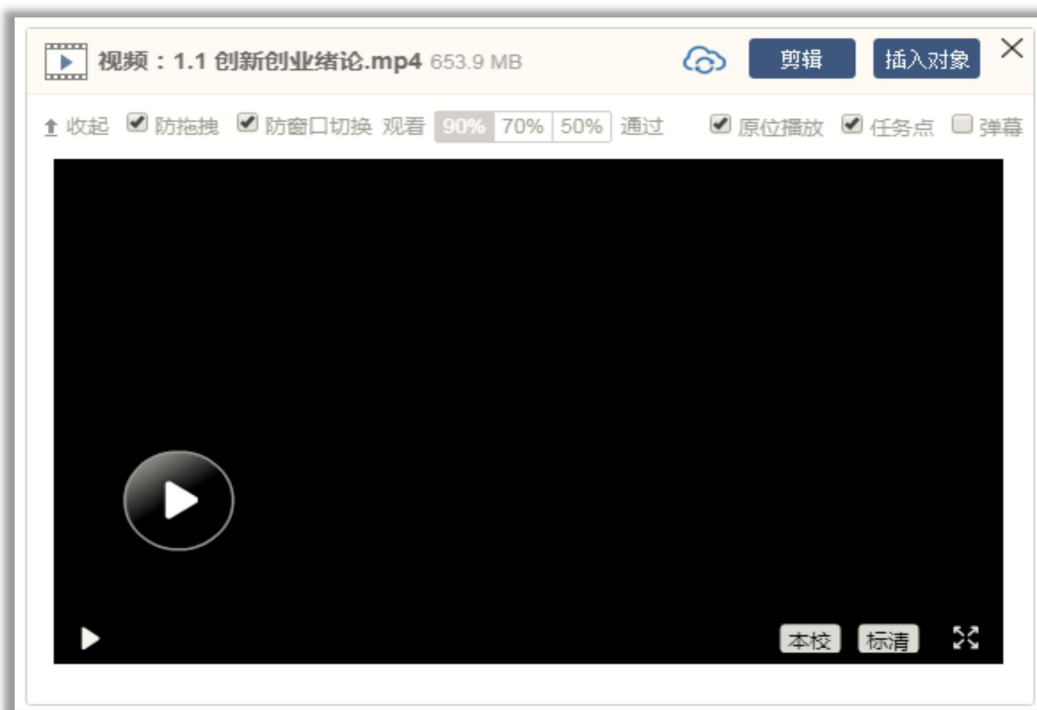 视频：1.1 创新创业绪论.mp4 653.9 MB 剪辑 插入对象
收起 防拖拽 防窗口切换 观看 90% 70% 50% 通过 原位播放 任务点 弹幕
本校 标清